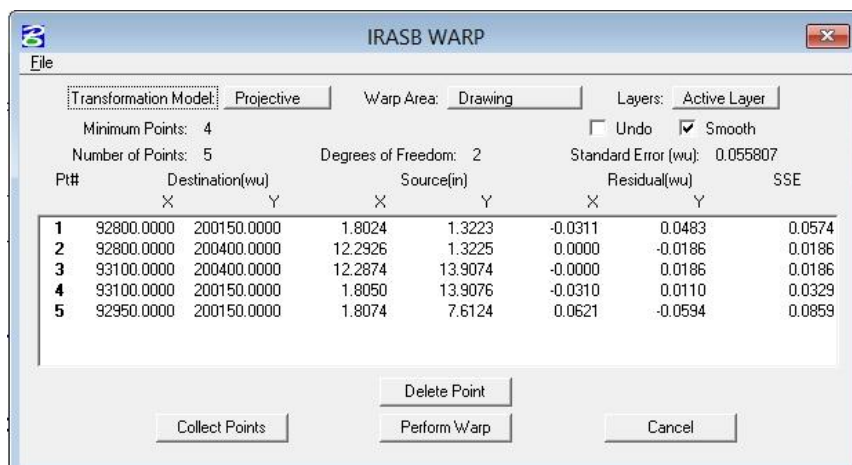 IRASB WARP
File
Transformation Model: Projective Warp Area: Drawing Layers: Active Layer
Minimum Points: 4 Undo Smooth
Number of Points: 5 Degrees of Freedom: 2 Standard Error (wu): 0.055807
Pt# Destination(wu) Source(in) Residual(wu) SSE
X Y X Y X Y
1 92800.0000 200150.0000 1.8024 1.3223 -0.0311 0.0483 0.0574
2 92800.0000 200400.0000 12.2926 1.3225 0.0000 -0.0186 0.0186
3 93100.0000 200400.0000 12.2874 13.9074 -0.0000 0.0186 0.0186
4 93100.0000 200150.0000 1.8050 13.9076 -0.0310 0.0110 0.0329
5 92950.0000 200150.0000 1.8074 7.6124 0.0621 -0.0594 0.0859
Delete Point
Collect Points Perform Warp Cancel